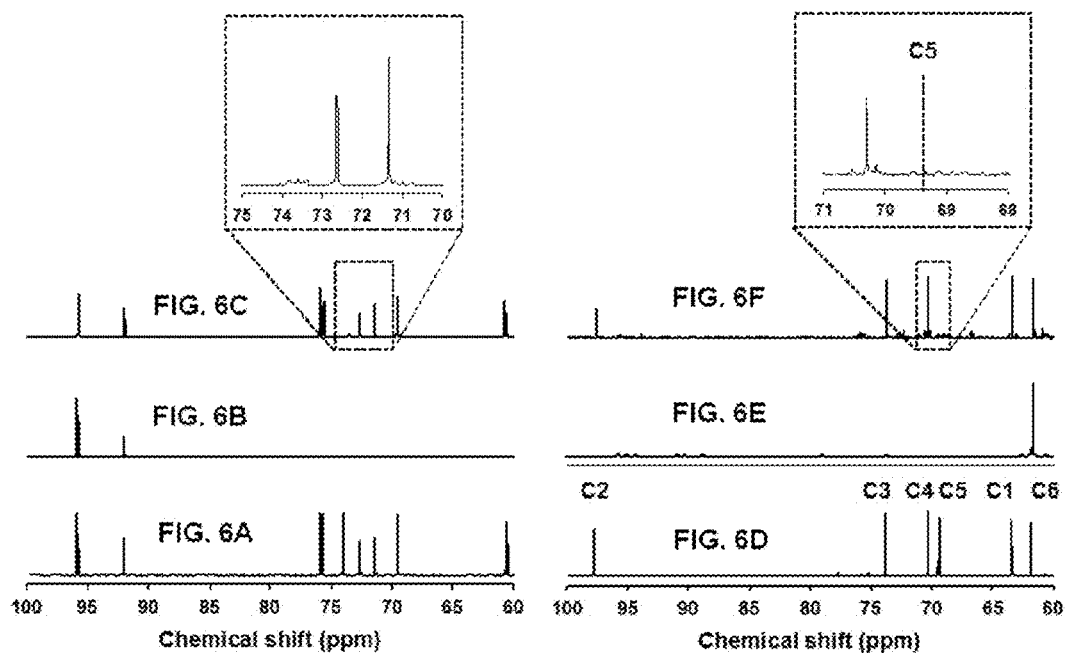 C5
75 74 73 72 71 70
71 70 69 68
FIG. 6C
FIG. 6F
FIG. 6B
FIG. 6E
C2 C3 C4 C5 C1 C6
FIG. 6A
FIG. 6D
100 95 90 85 80 75 70 65 60
100 95 90 85 80 75 70 65 60
Chemical shift (ppm)
Chemical shift (ppm)